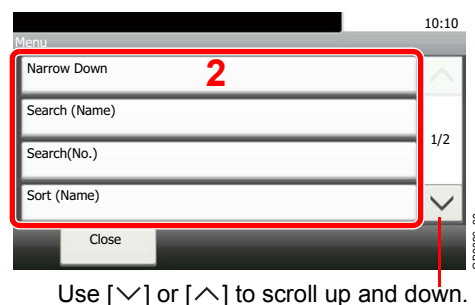 10:10
Menu
Narrow Down
2
Search (Name)
Search(No.)
1/2
Sort (Name)
Close
Use [∨] or [∧] to scroll up and down.